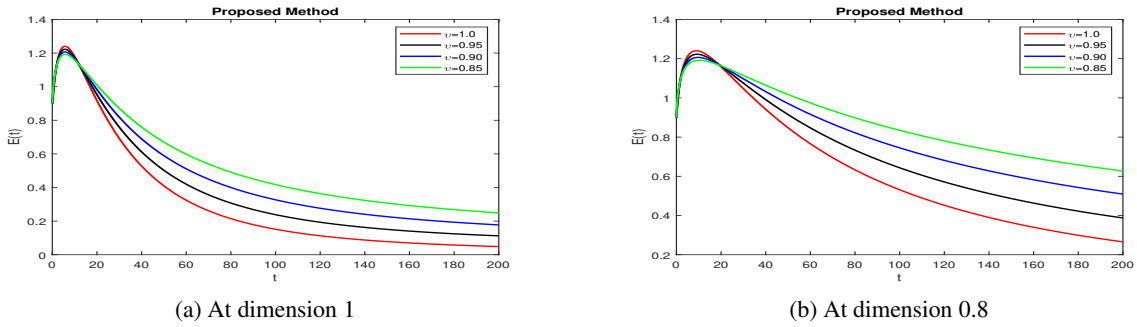 Proposed Method
1.4
1.2
1
0.8
0.6
0.4
0.2
0
E(t)
υ=1.0
υ=0.95
υ=0.90
υ=0.85
0 20 40 60 80 100 120 140 160 180 200
t
(a) At dimension 1
Proposed Method
1.4
1.2
1
0.8
0.6
0.4
0.2
E(t)
υ=1.0
υ=0.95
υ=0.90
υ=0.85
0 20 40 60 80 100 120 140 160 180 200
t
(b) At dimension 0.8